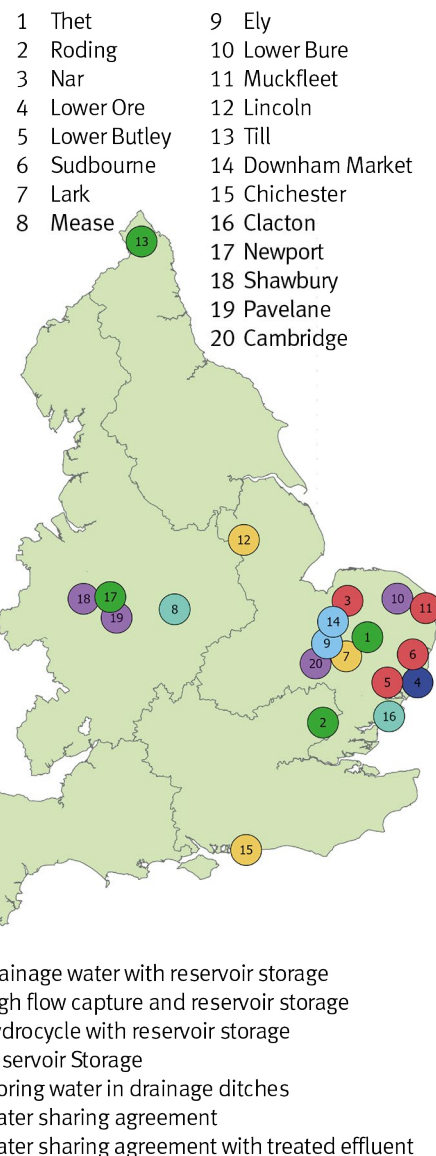 1 Thet
2 Roding
3 Nar
4 Lower Ore
5 Lower Butley
6 Sudbourne
7 Lark
8 Mease
9 Ely
10 Lower Bure
11 Muckfleet
12 Lincoln
13 Till
14 Downham Market
15 Chichester
16 Clacton
17 Newport
18 Shawbury
19 Pavelane
20 Cambridge
13
12
18
17
19
8
3
10
11
14
1
9
7
20
6
5
4
16
2
15
ainage water with reservoir storage
gh flow capture and reservoir storage
drocycle with reservoir storage
servoir Storage
oring water in drainage ditches
ater sharing agreement
ater sharing agreement with treated effluent